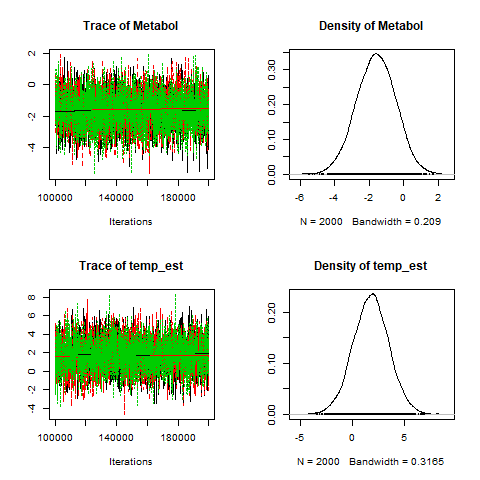 Trace of Metabol
2
0
-2
-4
100000 140000 180000
Iterations
Density of Metabol
0.30
0.20
0.10
0.00
-6 -4 -2 0 2
N = 2000 Bandwidth = 0.209
Trace of temp_est
8
6
4
2
0
-2
-4
100000 140000 180000
Iterations
Density of temp_est
0.20
0.10
0.00
-5 0 5
N = 2000 Bandwidth = 0.3165